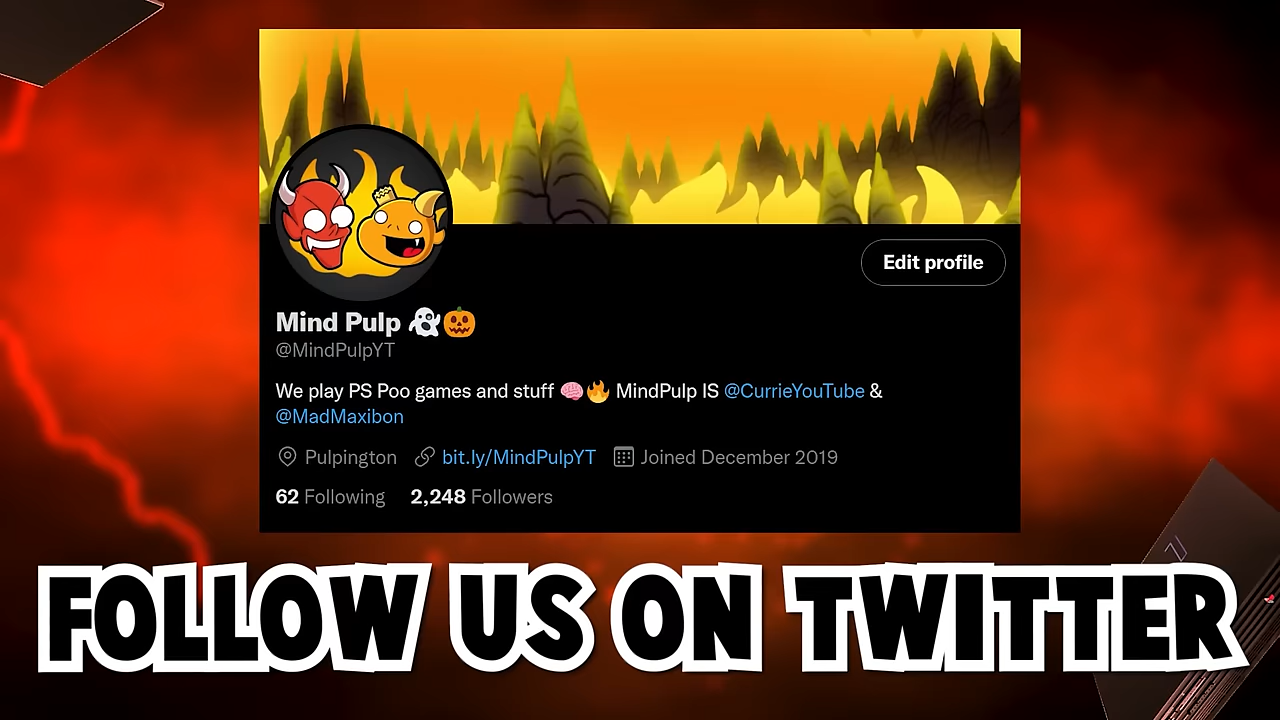 Edit profile
Mind Pulp 👻🎃
@MindPulpYT
We play PS Poo games and stuff 🧠🔥 MindPulp IS @CurrieYouTube &
@MadMaxibon
Pulpington bit.ly/MindPulpYT Joined December 2019
62 Following 2,248 Followers
FOLLOW US ON TWITTER